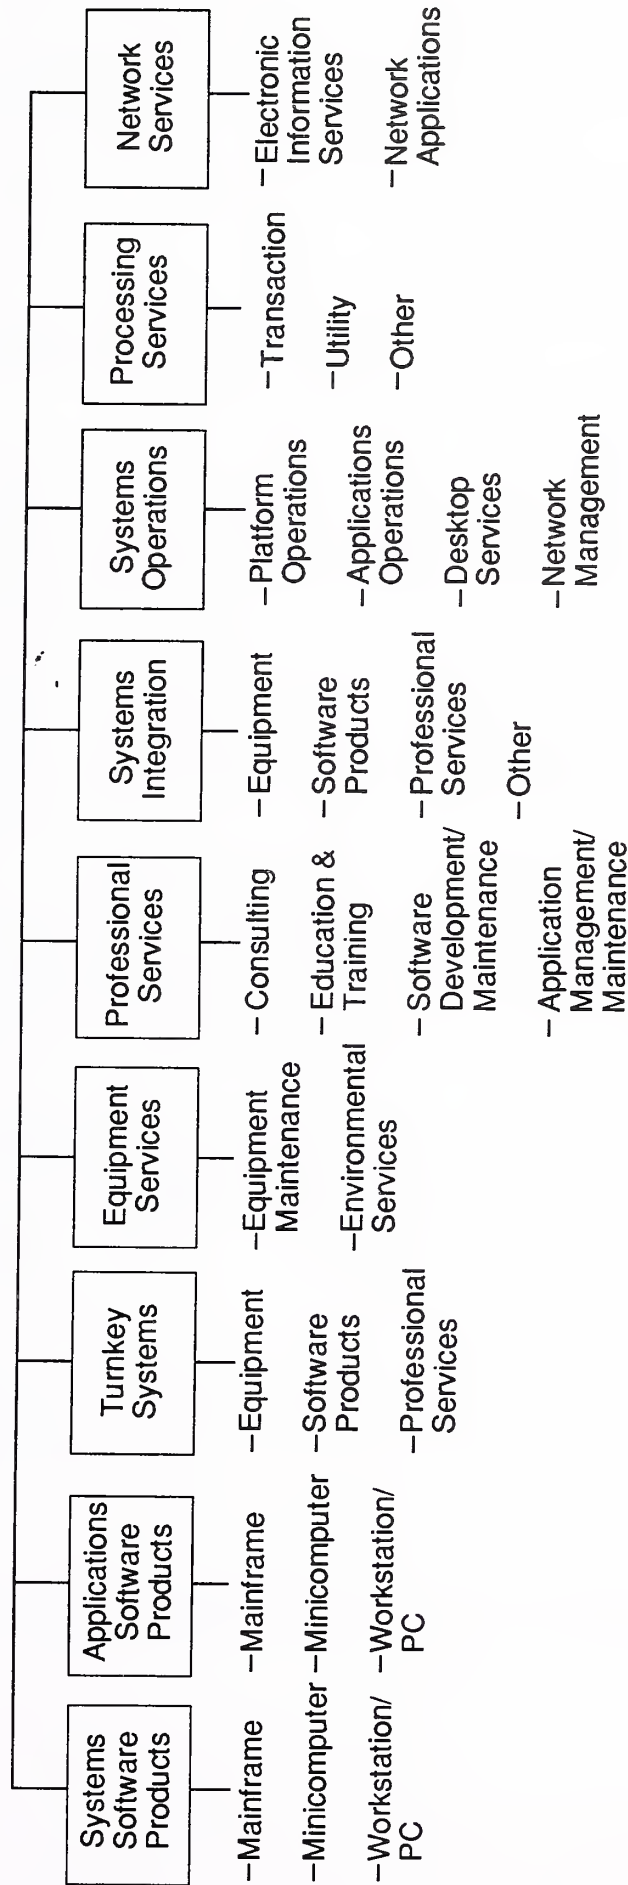 Systems
Software
Products
–Mainframe
–Minicomputer
–Workstation/
PC
Applications
Software
Products
–Mainframe
–Minicomputer
–Workstation/
PC
Turnkey
Systems
–Equipment
–Software
Products
–Professional
Services
Equipment
Services
–Equipment
Maintenance
–Environmental
Services
Professional
Services
– Consulting
– Education &
Training
– Software
Development/
Maintenance
– Application
Management/
Maintenance
Systems
Integration
–Equipment
–Software
Products
–Professional
Services
–Other
Systems
Operations
–Platform
Operations
–Applications
Operations
–Desktop
Services
–Network
Management
Processing
Services
–Transaction
–Utility
–Other
Network
Services
–Electronic
Information
Services
–Network
Applications